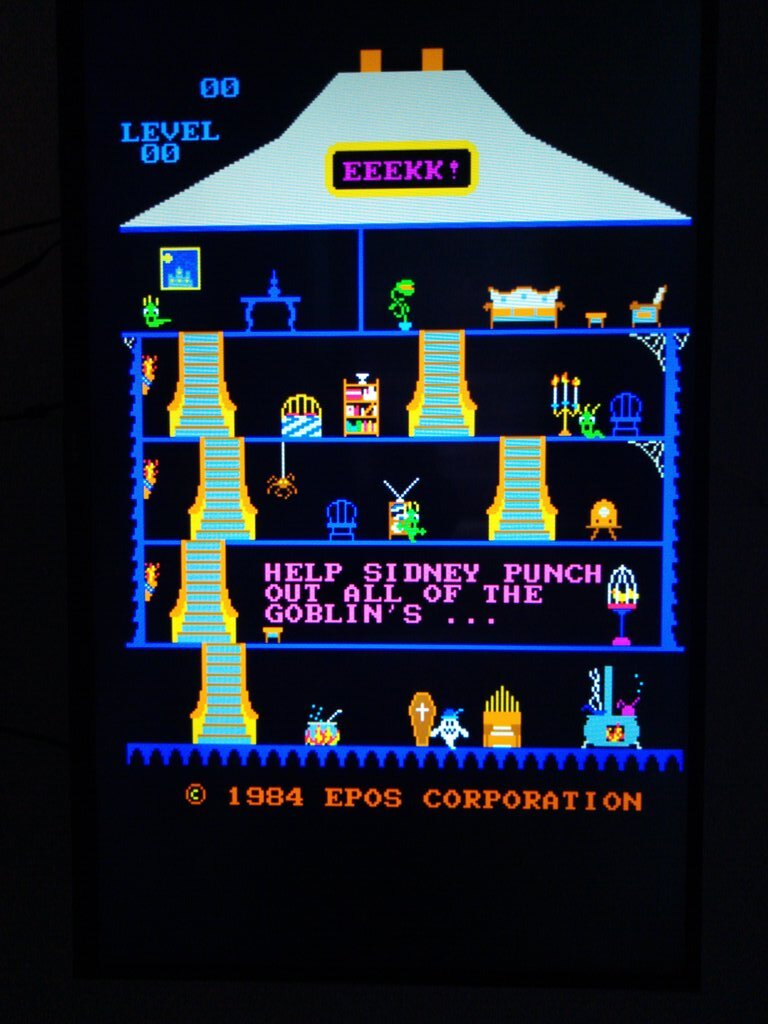 00
LEVEL
00
EEEKK!
HELP SIDNEY PUNCH
OUT ALL OF THE
GOBLIN'S ...
© 1984 EPOS CORPORATION